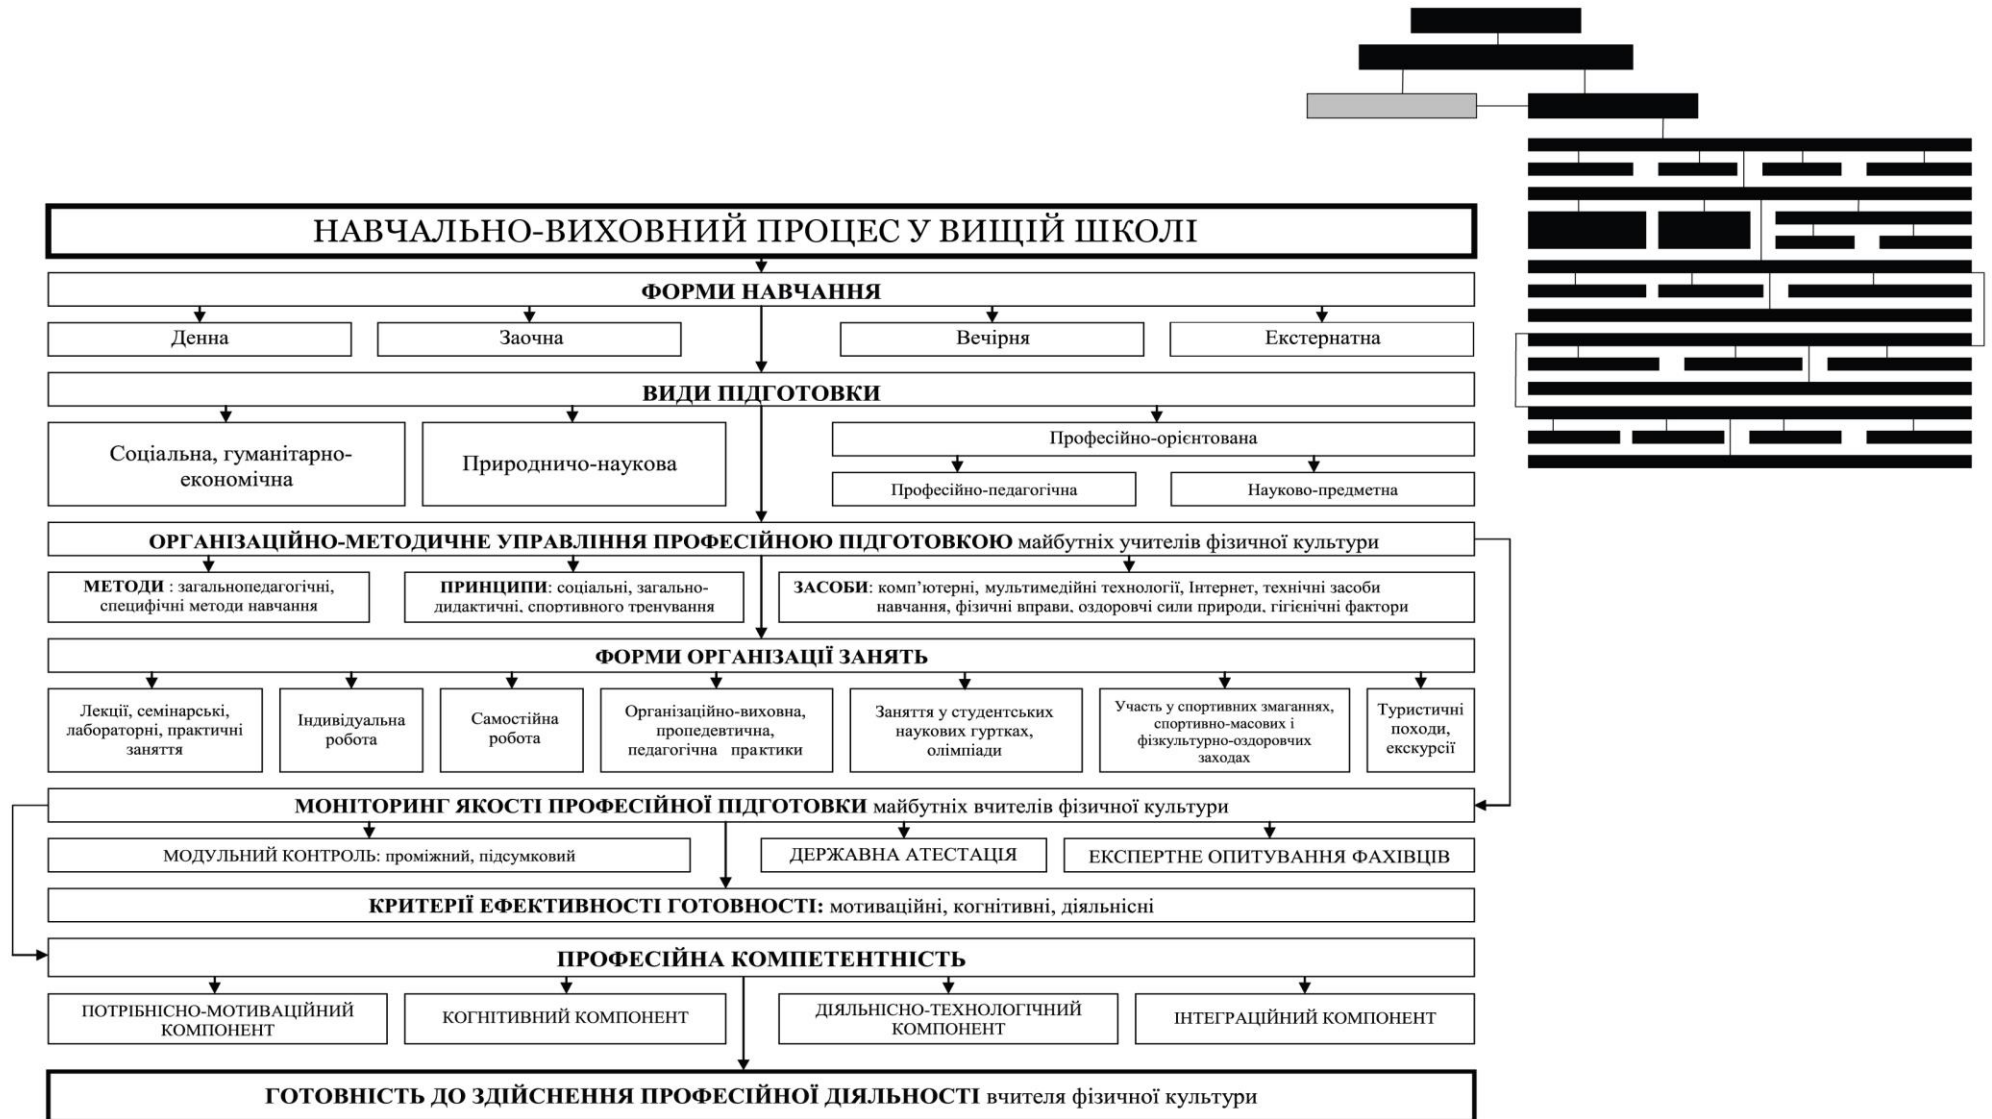 НАВЧАЛЬНО-ВИХОВНИЙ ПРОЦЕС У ВИЩІЙ ШКОЛІ
ФОРМИ НАВЧАННЯ
Денна
Заочна
Вечірня
Екстернатна
ВИДИ ПІДГОТОВКИ
Соціальна, гуманітарно-
економічна
Природничо-наукова
Професійно-орієнтована
Професійно-педагогічна
Науково-предметна
ОРГАНІЗАЦІЙНО-МЕТОДИЧНЕ УПРАВЛІННЯ ПРОФЕСІЙНОЮ ПІДГОТОВКОЮ майбутніх учителів фізичної культури
МЕТОДИ : загальнопедагогічні,
специфічні методи навчання
ПРИНЦИПИ: соціальні, загально-
дидактичні, спортивного тренування
ЗАСОБИ: комп’ютерні, мультимедійні технології, Інтернет, технічні засоби
навчання, фізичні вправи, оздоровчі сили природи, гігієнічні фактори
ФОРМИ ОРГАНІЗАЦІЇ ЗАНЯТЬ
Лекції, семінарські,
лабораторні, практичні
заняття
Індивідуальна
робота
Самостійна
робота
Організаційно-виховна,
пропедевтична,
педагогічна практики
Заняття у студентських
наукових гуртках,
олімпіади
Участь у спортивних змаганнях,
спортивно-масових і
фізкультурно-оздоровчих
заходах
Туристичні
походи,
екскурсії
МОНІТОРИНГ ЯКОСТІ ПРОФЕСІЙНОЇ ПІДГОТОВКИ майбутніх вчителів фізичної культури
МОДУЛЬНИЙ КОНТРОЛЬ: проміжний, підсумковий
ДЕРЖАВНА АТЕСТАЦІЯ
ЕКСПЕРТНЕ ОПИТУВАННЯ ФАХІВЦІВ
КРИТЕРІЇ ЕФЕКТИВНОСТІ ГОТОВНОСТІ: мотиваційні, когнітивні, діяльнісні
ПРОФЕСІЙНА КОМПЕТЕНТНІСТЬ
ПОТРІБНІСНО-МОТИВАЦІЙНИЙ
КОМПОНЕНТ
КОГНІТИВНИЙ КОМПОНЕНТ
ДІЯЛЬНІСНО-ТЕХНОЛОГІЧНИЙ
КОМПОНЕНТ
ІНТЕГРАЦІЙНИЙ КОМПОНЕНТ
ГОТОВНІСТЬ ДО ЗДІЙСНЕННЯ ПРОФЕСІЙНОЇ ДІЯЛЬНОСТІ вчителя фізичної культури